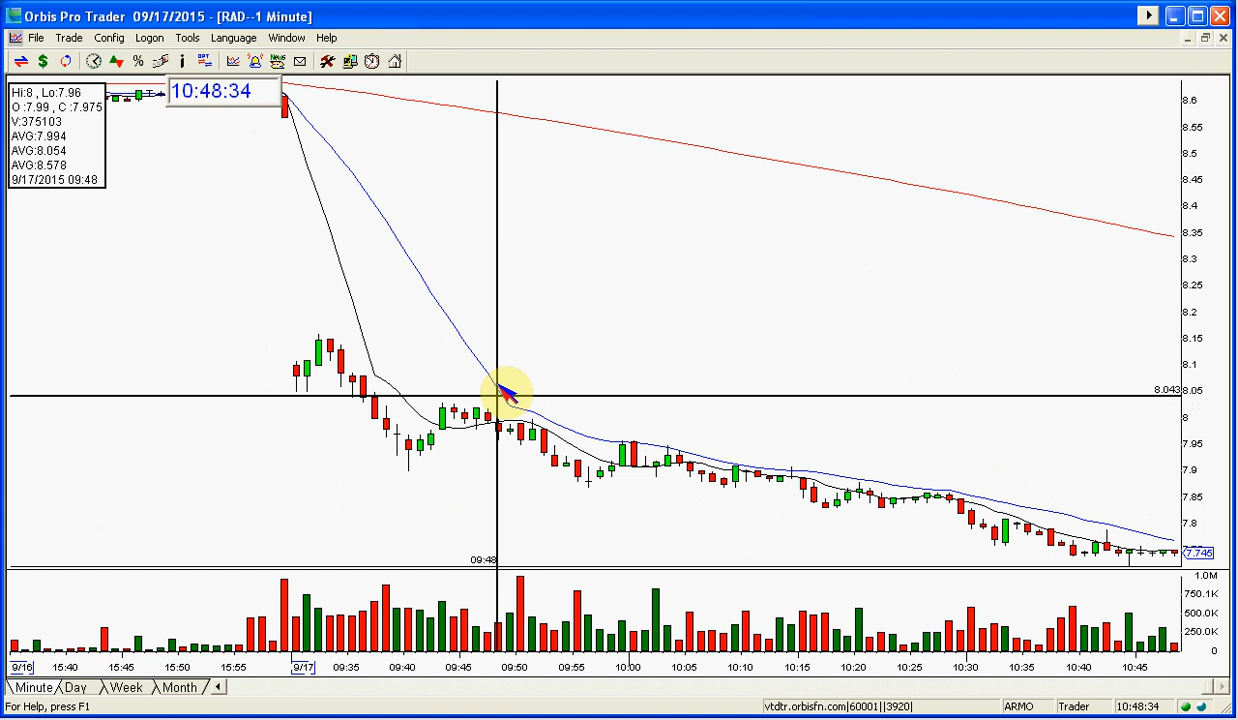 Orbis Pro Trader 09/17/2015 - [RAD--1 Minute]
File Trade Config Logon Tools Language Window Help
10:48:34
Hi:8 , Lo:7.96
O :7.99 , C :7.975
V:375103
AVG:7.994
AVG:8.054
AVG:8.578
9/17/2015 09:48
8.6
8.55
8.5
8.45
8.4
8.35
8.3
8.25
8.2
8.15
8.1
8.043
8.05
8
7.95
7.9
7.85
7.8
7.745
09:48
1.0M
750.1K
500.0K
250.0K
0
9/16 15:40 15:45 15:50 15:55 9/17 09:35 09:40 09:45 09:50 09:55 10:00 10:05 10:10 10:15 10:20 10:25 10:30 10:35 10:40 10:45
Minute Day Week Month
For Help, press F1 vtdtr.orbisfn.com|60001||3920| ARMO Trader 10:48:34